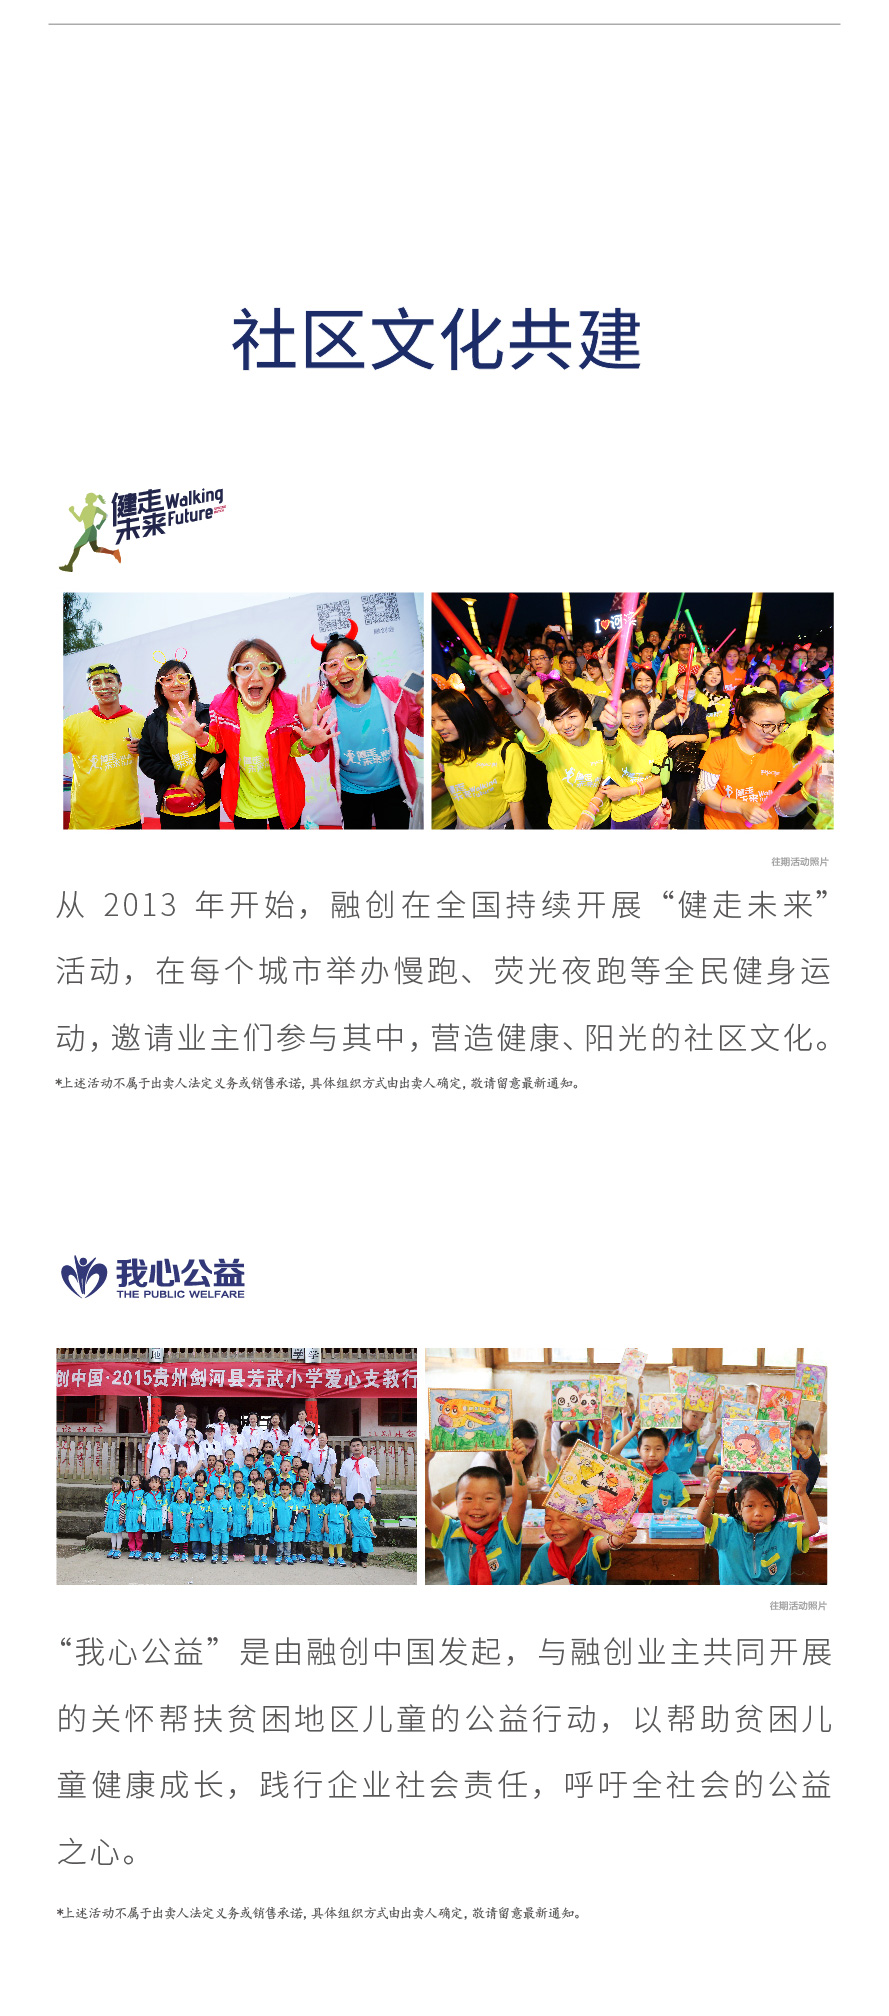 社区文化共建
健走 Walking
未来 Future
I 河滨
健走
未来
健走
未来
往期活动照片
从 2013 年开始，融创在全国持续开展“健走未来”
活动，在每个城市举办慢跑、荧光夜跑等全民健身运
动，邀请业主们参与其中，营造健康、阳光的社区文化。
*上述活动不属于出卖人法定义务或销售承诺，具体组织方式由出卖人确定，敬请留意最新通知。
我心公益
THE PUBLIC WELFARE
创中国·2015贵州剑河县芳武小学爱心支教行
往期活动照片
“我心公益”是由融创中国发起，与融创业主共同开展
的关怀帮扶贫困地区儿童的公益行动，以帮助贫困儿
童健康成长，践行企业社会责任，呼吁全社会的公益
之心。
*上述活动不属于出卖人法定义务或销售承诺，具体组织方式由出卖人确定，敬请留意最新通知。